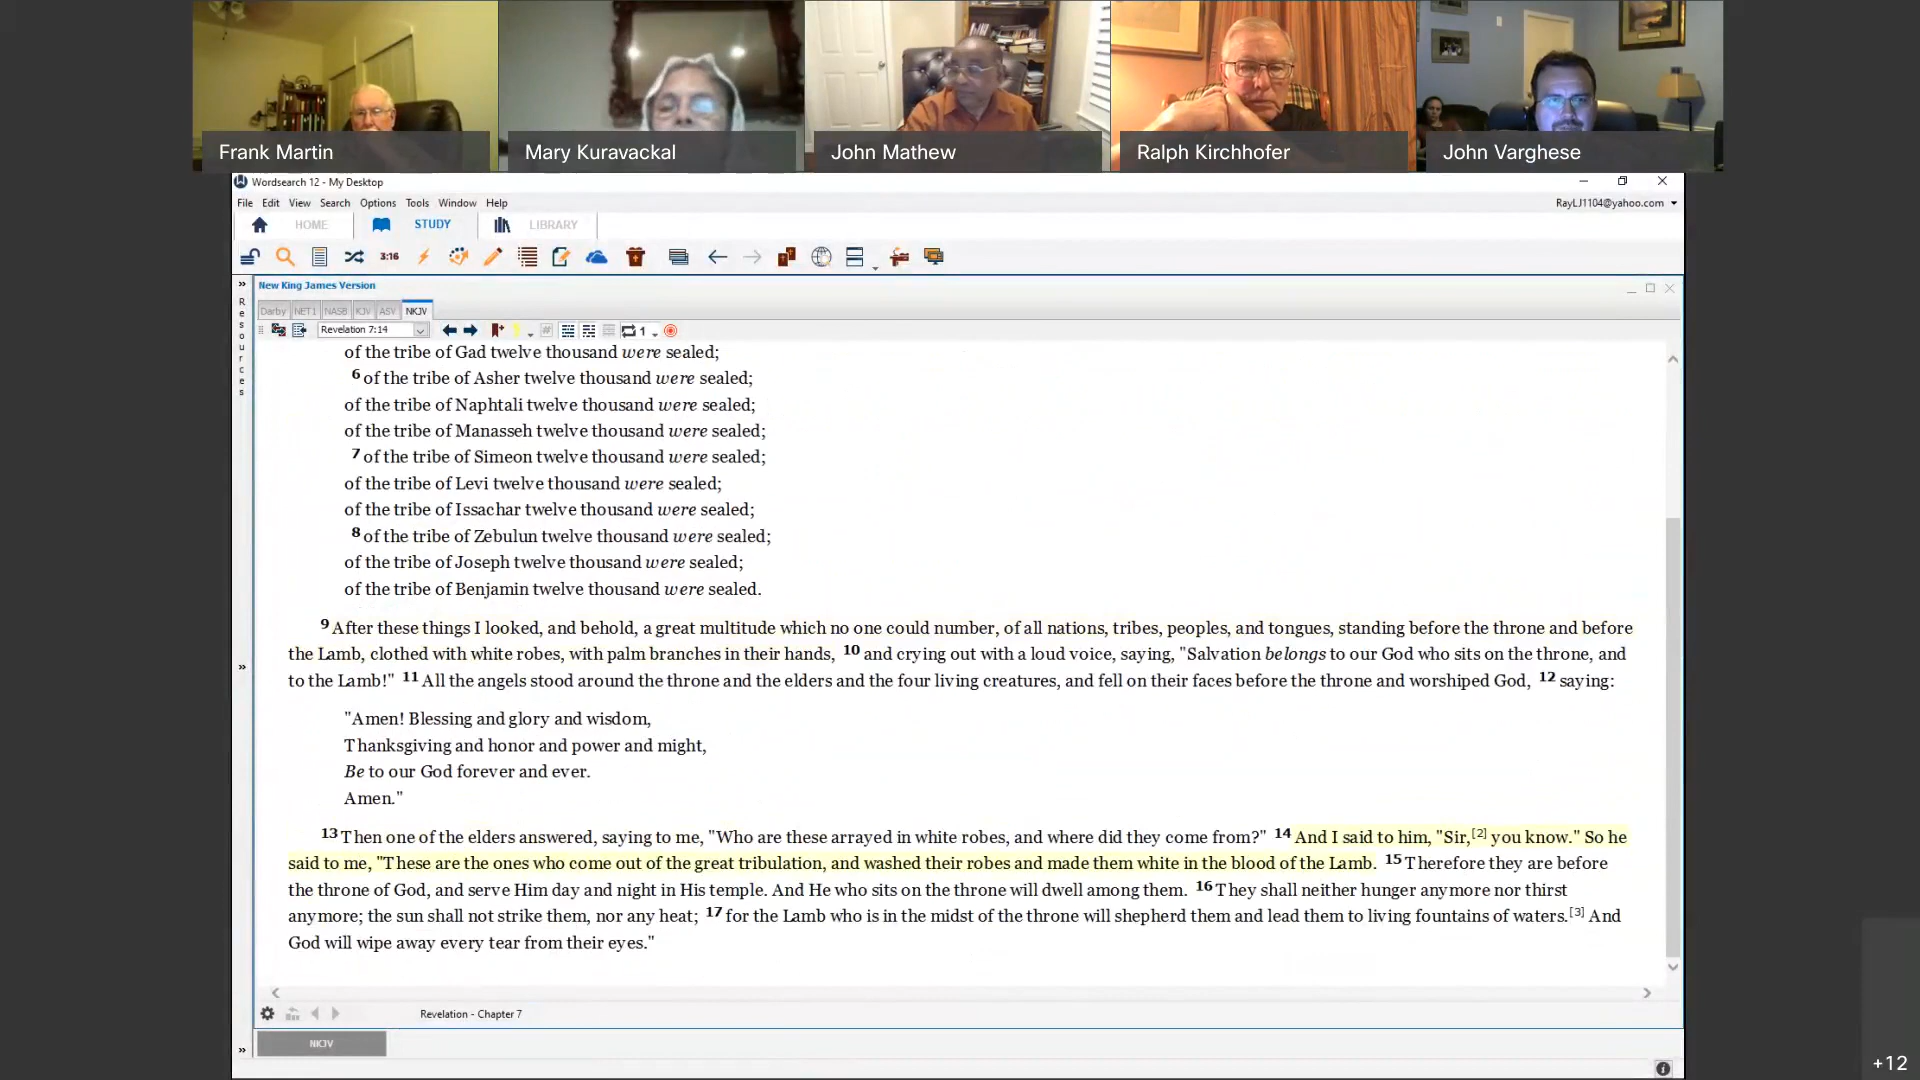 Frank Martin
Mary Kuravackal
John Mathew
Ralph Kirchhofer
John Varghese
Wordsearch 12 - My Desktop
File Edit View Search Options Tools Window Help
RayLJ1104@yahoo.com
HOME
STUDY
LIBRARY
3:16
New King James Version
Resources
Darby NET1 NASB KJV ASV NKJV
Revelation 7:14
1
of the tribe of Gad twelve thousand were sealed;
6 of the tribe of Asher twelve thousand were sealed;
of the tribe of Naphtali twelve thousand were sealed;
of the tribe of Manasseh twelve thousand were sealed;
7 of the tribe of Simeon twelve thousand were sealed;
of the tribe of Levi twelve thousand were sealed;
of the tribe of Issachar twelve thousand were sealed;
8 of the tribe of Zebulun twelve thousand were sealed;
of the tribe of Joseph twelve thousand were sealed;
of the tribe of Benjamin twelve thousand were sealed.
9 After these things I looked, and behold, a great multitude which no one could number, of all nations, tribes, peoples, and tongues, standing before the throne and before
the Lamb, clothed with white robes, with palm branches in their hands, 10 and crying out with a loud voice, saying, "Salvation belongs to our God who sits on the throne, and
to the Lamb!" 11 All the angels stood around the throne and the elders and the four living creatures, and fell on their faces before the throne and worshiped God, 12 saying:
"Amen! Blessing and glory and wisdom,
Thanksgiving and honor and power and might,
Be to our God forever and ever.
Amen."
13 Then one of the elders answered, saying to me, "Who are these arrayed in white robes, and where did they come from?" 14 And I said to him, "Sir,[2] you know." So he
said to me, "These are the ones who come out of the great tribulation, and washed their robes and made them white in the blood of the Lamb. 15 Therefore they are before
the throne of God, and serve Him day and night in His temple. And He who sits on the throne will dwell among them. 16 They shall neither hunger anymore nor thirst
anymore; the sun shall not strike them, nor any heat; 17 for the Lamb who is in the midst of the throne will shepherd them and lead them to living fountains of waters.[3] And
God will wipe away every tear from their eyes."
Revelation - Chapter 7
NKJV
+12